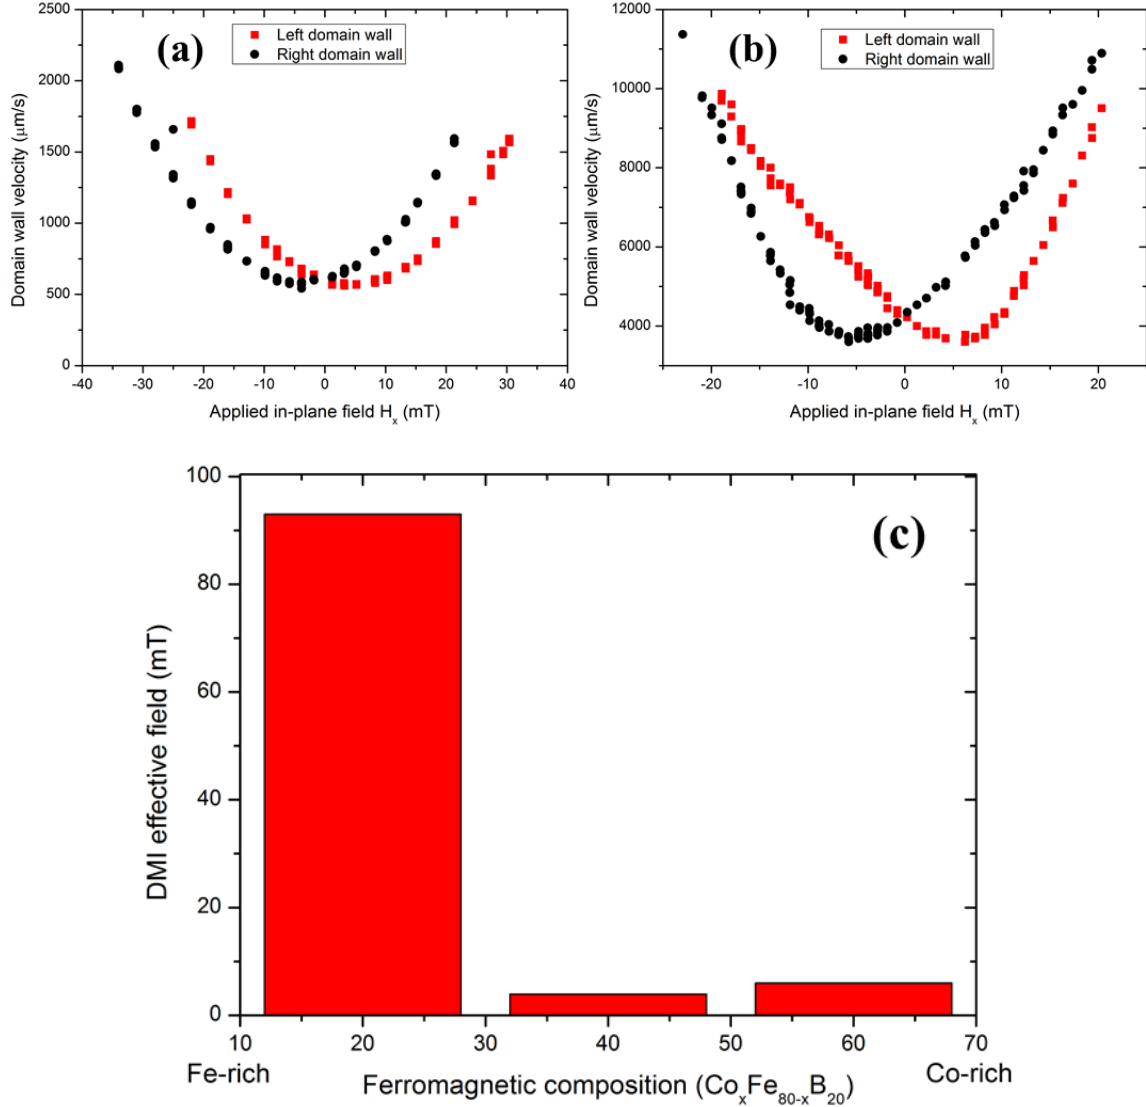 (a)
Left domain wall
Right domain wall
2500
2000
1500
1000
500
0
Domain wall velocity (μm/s)
-40 -30 -20 -10 0 10 20 30 40
Applied in-plane field Hₓ (mT)
(b)
Left domain wall
Right domain wall
12000
10000
8000
6000
4000
Domain wall velocity (μm/s)
-20 -10 0 10 20
Applied in-plane field Hₓ (mT)
(c)
100
80
60
40
20
0
DMI effective field (mT)
10 20 30 40 50 60 70
Fe-rich Co-rich
Ferromagnetic composition (CoₓFe₈₀₋ₓB₂₀)